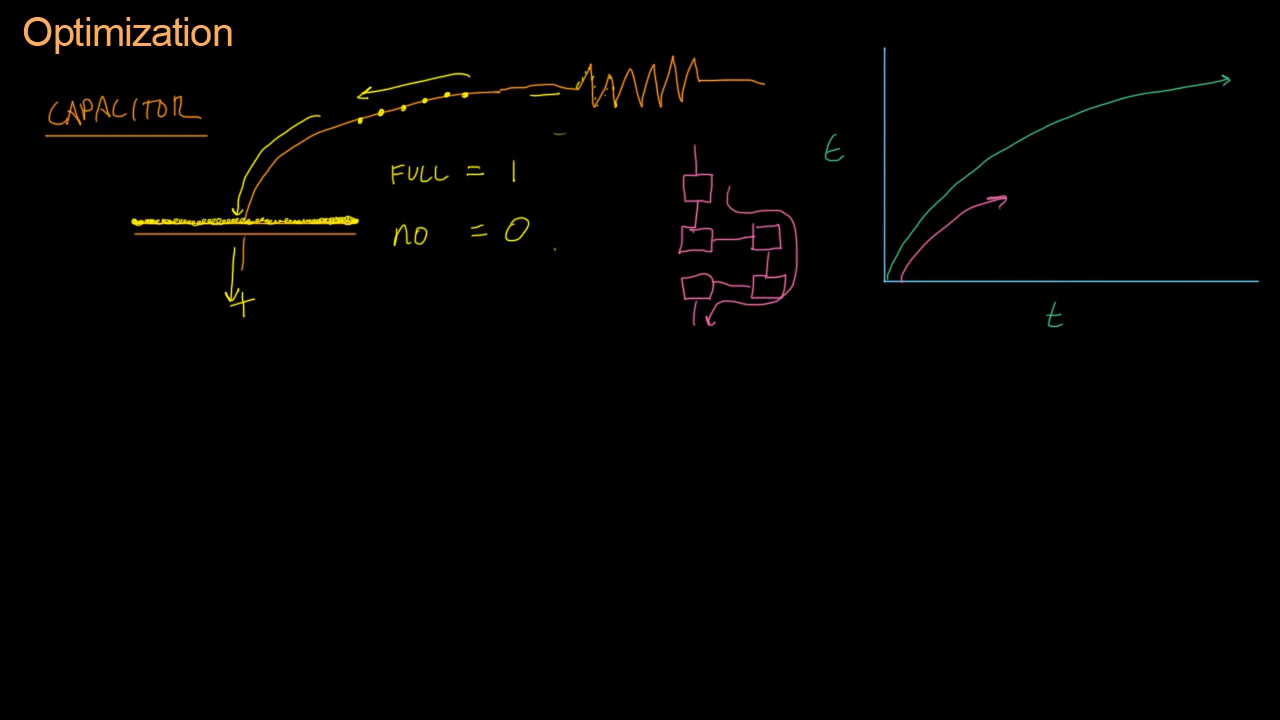 Optimization
CAPACITOR
FULL = 1
no = 0
+
E
t